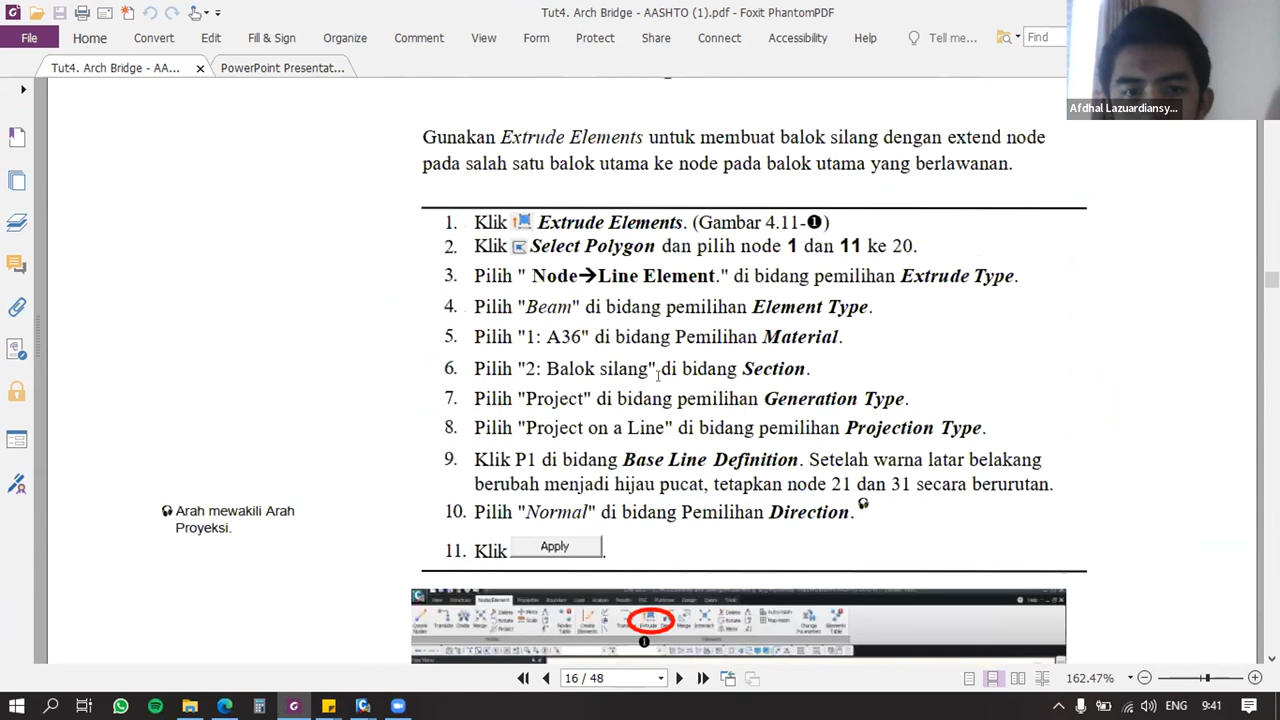 Tut4. Arch Bridge - AASHTO (1).pdf - Foxit PhantomPDF
File Home Convert Edit Fill & Sign Organize Comment View Form Protect Share Connect Accessibility Help Tell me... Find
Tut4. Arch Bridge - AA... PowerPoint Presentat...
Afdhal Lazuardiansy...
Gunakan Extrude Elements untuk membuat balok silang dengan extend node
pada salah satu balok utama ke node pada balok utama yang berlawanan.
1. Klik Extrude Elements. (Gambar 4.11-❶)
2. Klik Select Polygon dan pilih node 1 dan 11 ke 20.
3. Pilih " Node➔Line Element." di bidang pemilihan Extrude Type.
4. Pilih "Beam" di bidang pemilihan Element Type.
5. Pilih "1: A36" di bidang Pemilihan Material.
6. Pilih "2: Balok silang" di bidang Section.
7. Pilih "Project" di bidang pemilihan Generation Type.
8. Pilih "Project on a Line" di bidang pemilihan Projection Type.
9. Klik P1 di bidang Base Line Definition. Setelah warna latar belakang
berubah menjadi hijau pucat, tetapkan node 21 dan 31 secara berurutan.
10. Pilih "Normal" di bidang Pemilihan Direction.
Arah mewakili Arah
Proyeksi.
11. Klik Apply.
❶
16 / 48
162.47%
ENG 9:41